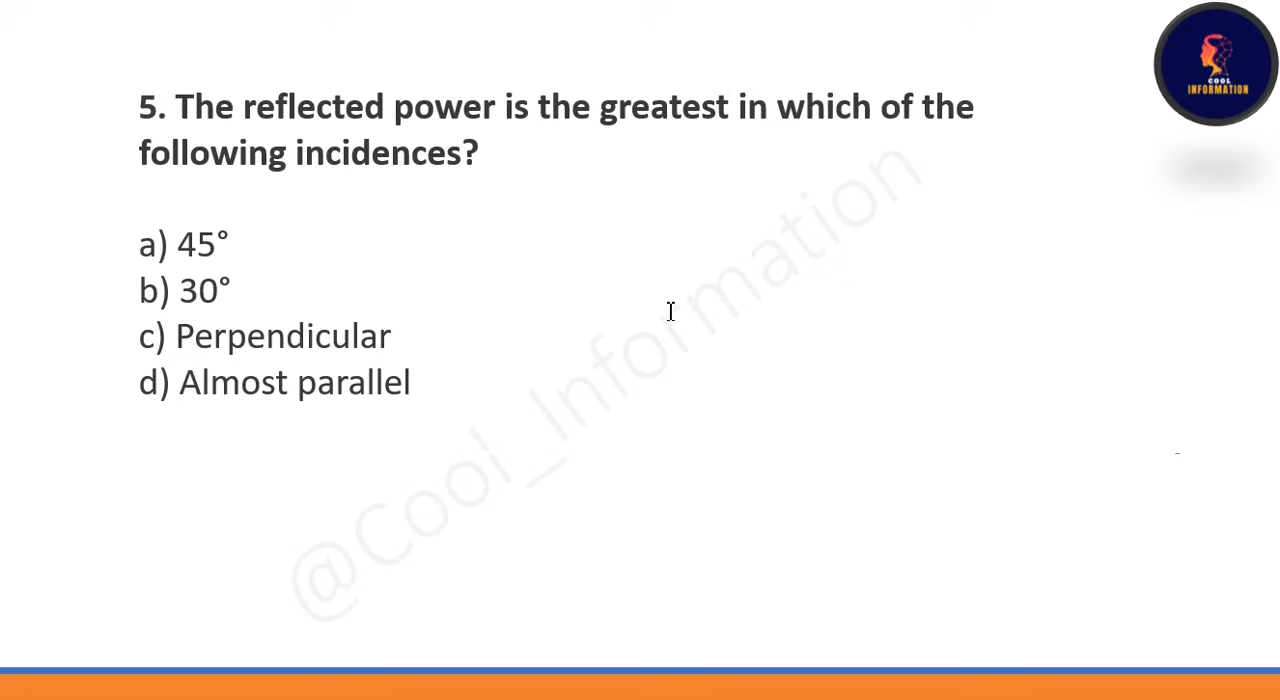 COOL
INFORMATION
5. The reflected power is the greatest in which of the
following incidences?
a) 45°
b) 30°
c) Perpendicular
d) Almost parallel
@Cool_Information